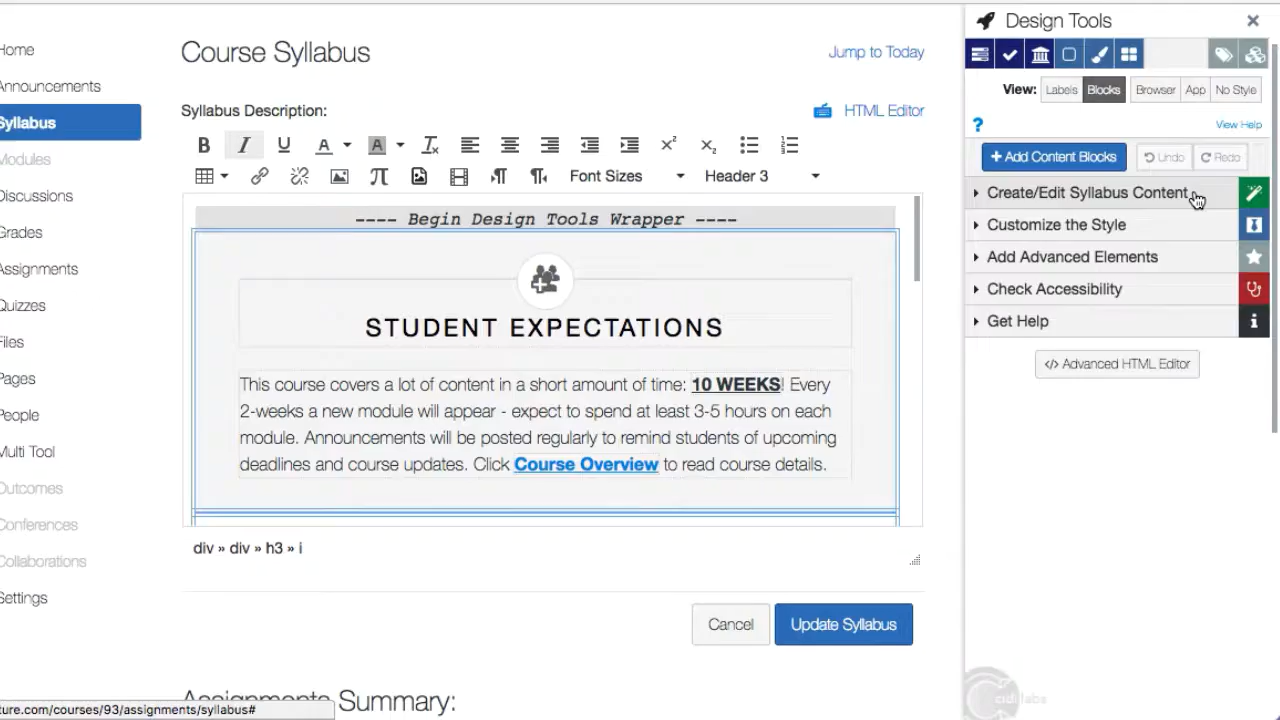 Home
Announcements
Syllabus
Modules
Discussions
Grades
Assignments
Quizzes
Files
Pages
People
Multi Tool
Outcomes
Conferences
Collaborations
Settings
Course Syllabus
Jump to Today
Syllabus Description:
HTML Editor
Font Sizes
Header 3
---- Begin Design Tools Wrapper ----
STUDENT EXPECTATIONS
This course covers a lot of content in a short amount of time: 10 WEEKS! Every
2-weeks a new module will appear - expect to spend at least 3-5 hours on each
module. Announcements will be posted regularly to remind students of upcoming
deadlines and course updates. Click Course Overview to read course details.
div » div » h3 » i
Cancel
Update Syllabus
Assignments Summary:
ture.com/courses/93/assignments/syllabus#
Design Tools
View: Labels Blocks Browser App No Style
View Help
+ Add Content Blocks
Undo
Redo
Create/Edit Syllabus Content
Customize the Style
Add Advanced Elements
Check Accessibility
Get Help
</> Advanced HTML Editor
cidi labs